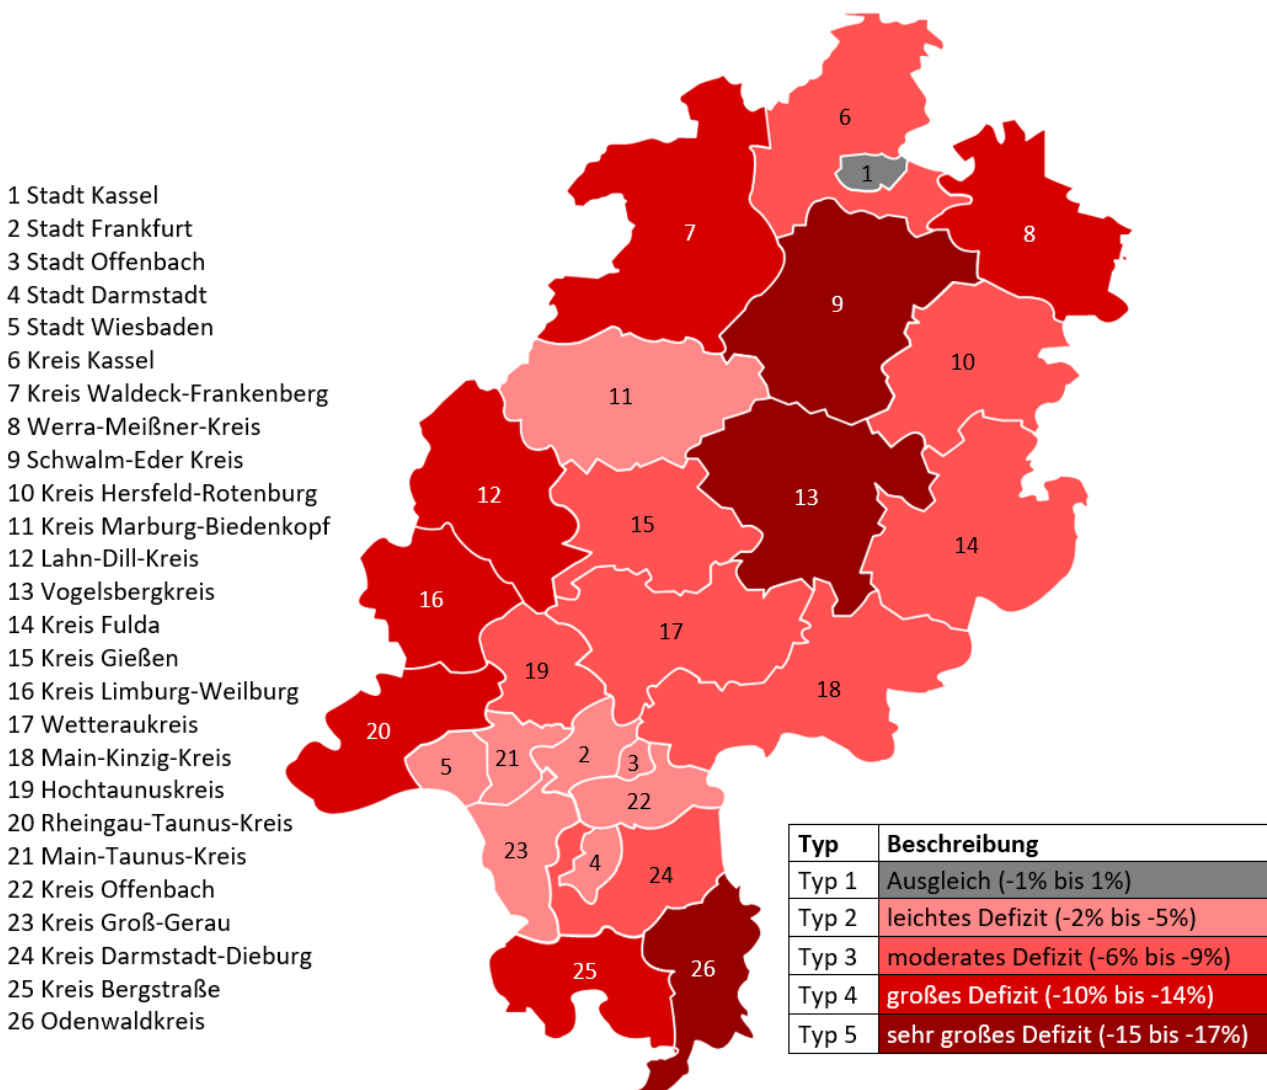 1 Stadt Kassel
2 Stadt Frankfurt
3 Stadt Offenbach
4 Stadt Darmstadt
5 Stadt Wiesbaden
6 Kreis Kassel
7 Kreis Waldeck-Frankenberg
8 Werra-Meißner-Kreis
9 Schwalm-Eder Kreis
10 Kreis Hersfeld-Rotenburg
11 Kreis Marburg-Biedenkopf
12 Lahn-Dill-Kreis
13 Vogelsbergkreis
14 Kreis Fulda
15 Kreis Gießen
16 Kreis Limburg-Weilburg
17 Wetteraukreis
18 Main-Kinzig-Kreis
19 Hochtaunuskreis
20 Rheingau-Taunus-Kreis
21 Main-Taunus-Kreis
22 Kreis Offenbach
23 Kreis Groß-Gerau
24 Kreis Darmstadt-Dieburg
25 Kreis Bergstraße
26 Odenwaldkreis
6
1
7
8
9
10
11
12
13
15
14
16
17
19
18
20
2
21
3
5
22
23
4
24
25
26
Typ Beschreibung
Typ 1 Ausgleich (-1% bis 1%)
Typ 2 leichtes Defizit (-2% bis -5%)
Typ 3 moderates Defizit (-6% bis -9%)
Typ 4 großes Defizit (-10% bis -14%)
Typ 5 sehr großes Defizit (-15 bis -17%)